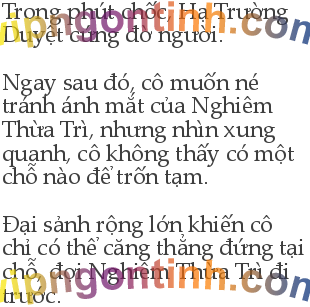 Trong phút chốc, Hạ Trường
Duyệt cứng đờ người.
Ngay sau đó, cô muốn né
tránh ánh mắt của Nghiêm
Thừa Trì, nhưng nhìn xung
quanh, cô không thấy có một
chỗ nào để trốn tạm.
Đại sảnh rộng lớn khiến cô
chỉ có thể căng thẳng đứng tại
chỗ, đợi Nghiêm Thừa Trì đi
trước.
vipngontinh.com
vipngontinh.com